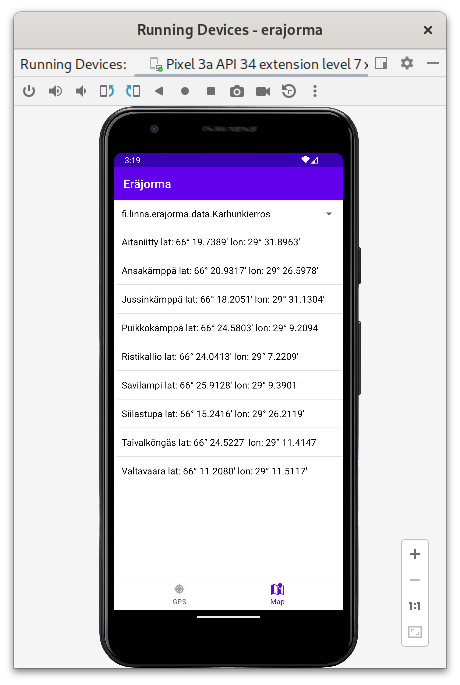 Running Devices - erajorma
Running Devices: Pixel 3a API 34 extension level 7
3:19
Eräjorma
fi.linna.erajorma.data.Karhunkierros
Aitaniitty lat: 66° 19.7389' lon: 29° 31.8963'
Ansakämppä lat: 66° 20.9317' lon: 29° 26.5978'
Jussinkämppä lat: 66° 18.2051' lon: 29° 31.1304'
Puikkokämppä lat: 66° 24.5803' lon: 29° 9.2094'
Ristikallio lat: 66° 24.0413' lon: 29° 7.2209'
Savilampi lat: 66° 25.9128' lon: 29° 9.3901'
Siilastupa lat: 66° 15.2416' lon: 29° 26.2119'
Taivalköngäs lat: 66° 24.5227' lon: 29° 11.4147'
Valtavaara lat: 66° 11.2080' lon: 29° 11.5117'
GPS Map
1:1